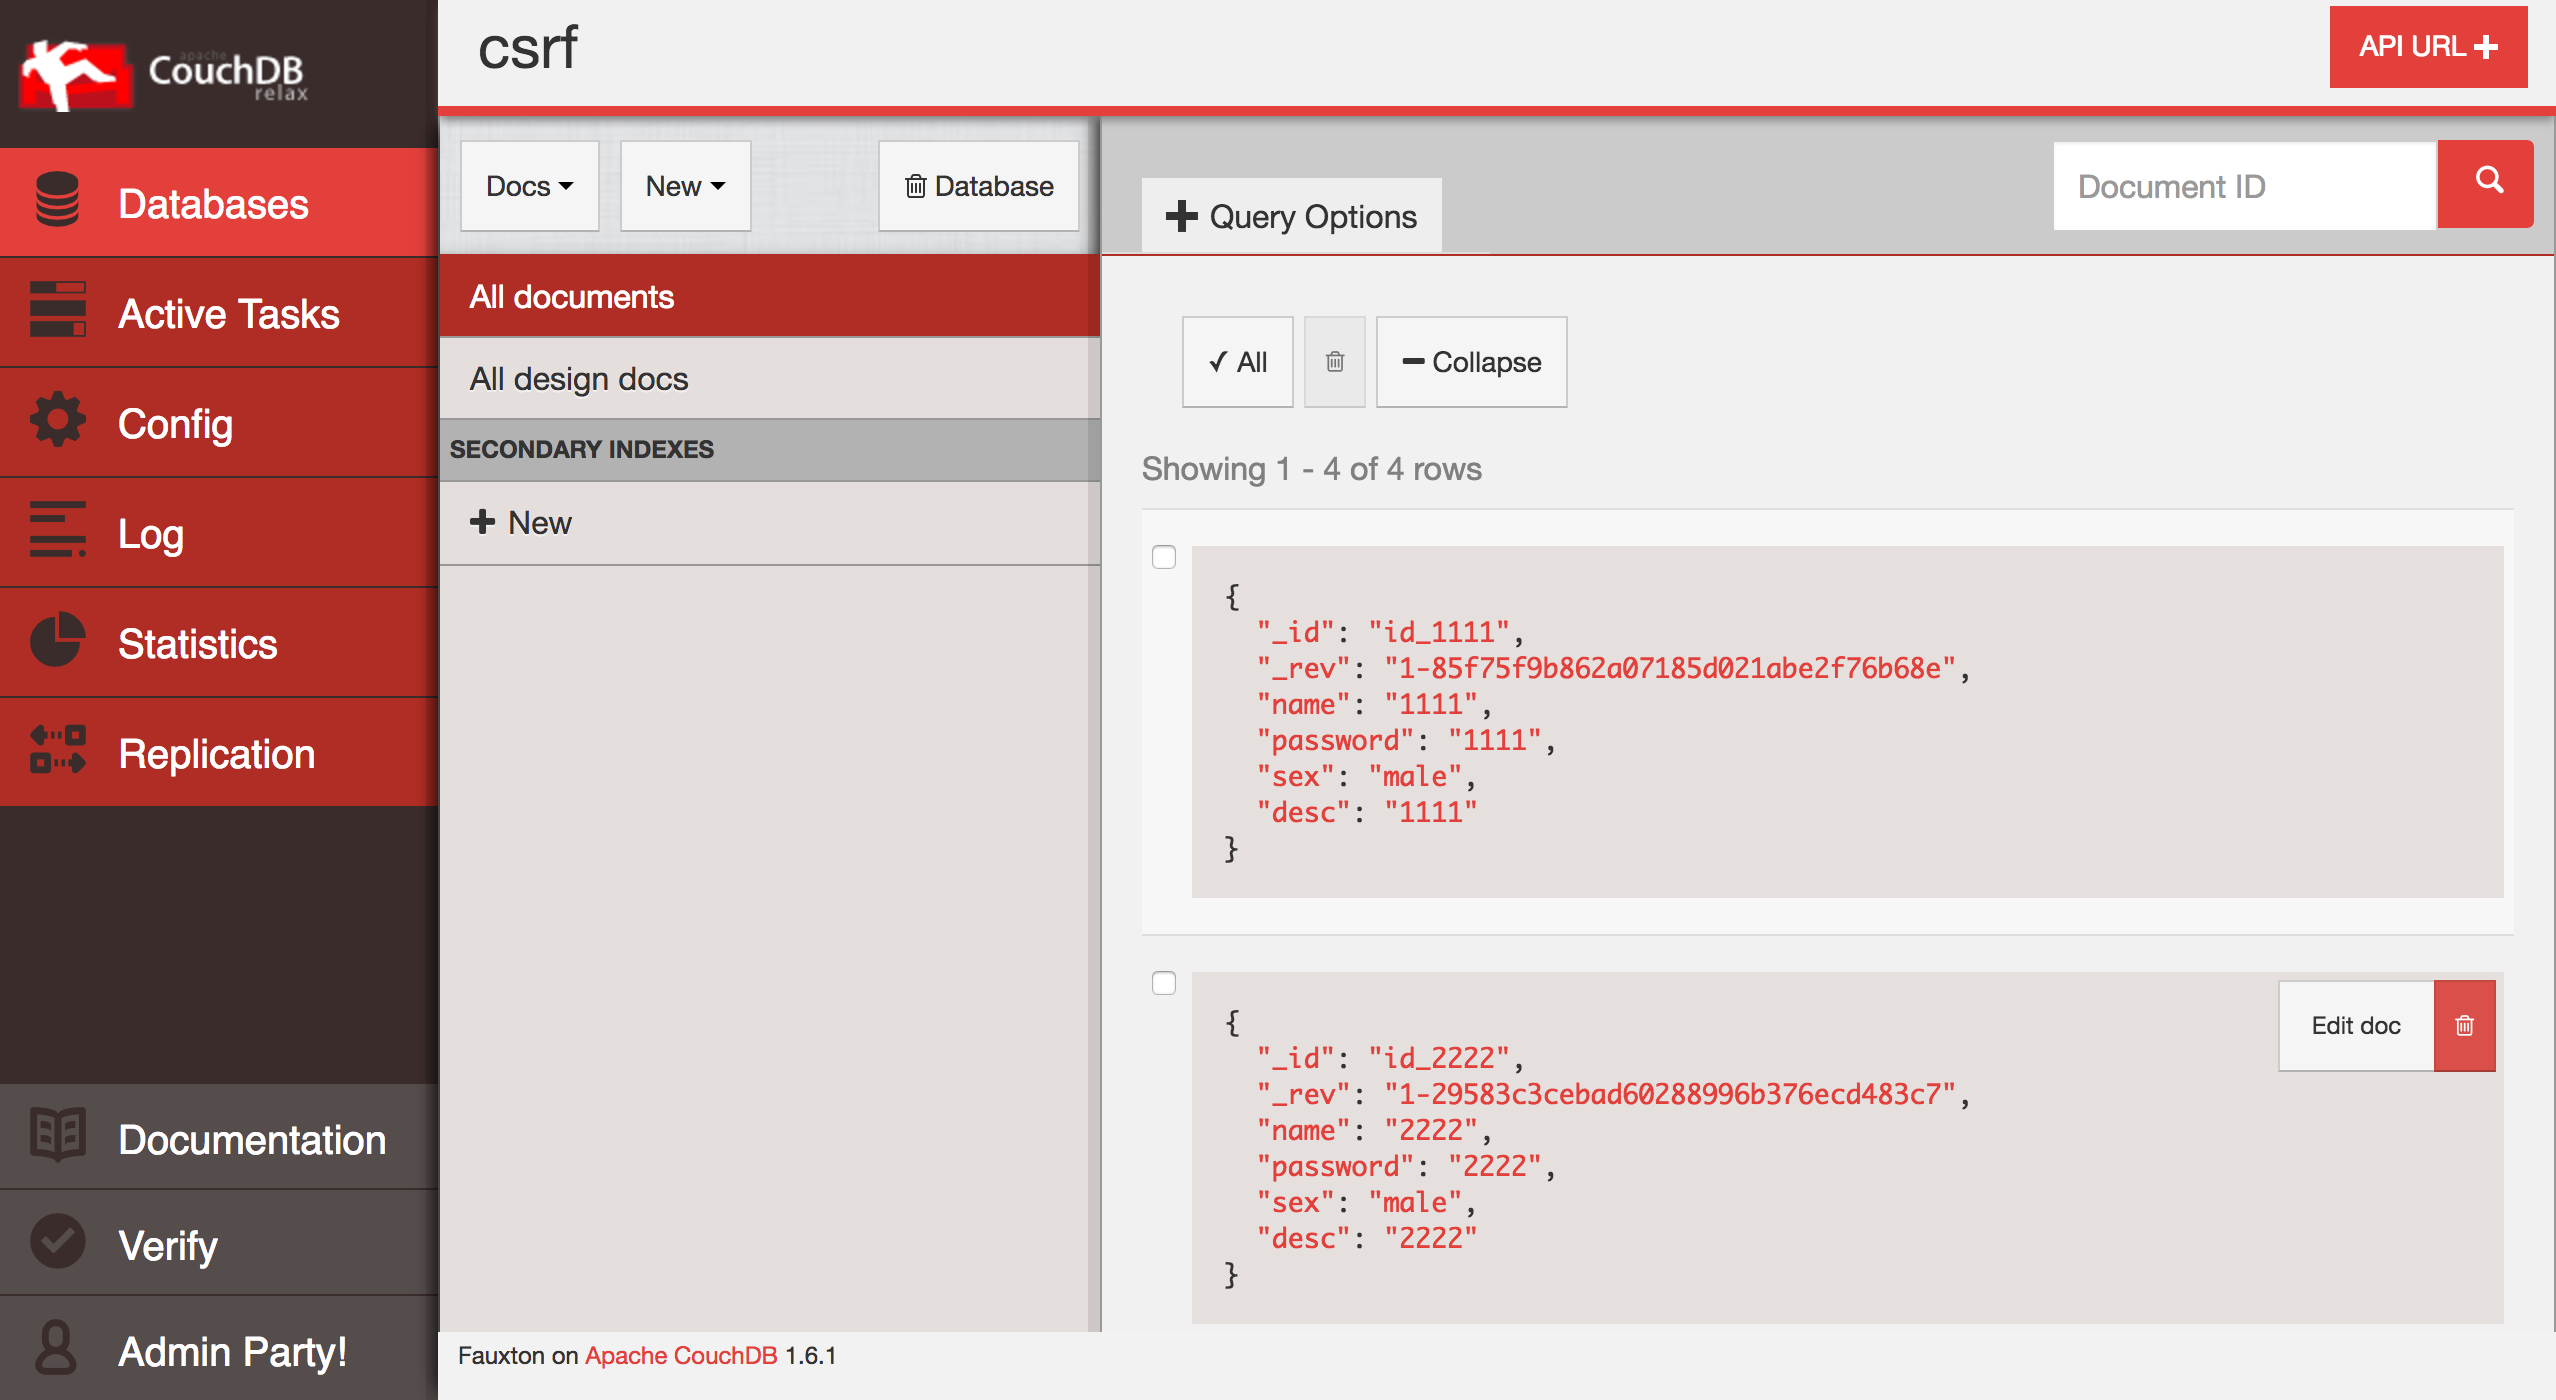 apache
CouchDB
relax
Databases
Active Tasks
Config
Log
Statistics
Replication
Documentation
Verify
Admin Party!
csrf
API URL
Docs
New
Database
All documents
All design docs
SECONDARY INDEXES
New
Query Options
Document ID
All
Collapse
Showing 1 - 4 of 4 rows
{
"_id": "id_1111",
"_rev": "1-85f75f9b862a07185d021abe2f76b68e",
"name": "1111",
"password": "1111",
"sex": "male",
"desc": "1111"
}
Edit doc
{
"_id": "id_2222",
"_rev": "1-29583c3cebad60288996b376ecd483c7",
"name": "2222",
"password": "2222",
"sex": "male",
"desc": "2222"
}
Fauxton on Apache CouchDB 1.6.1